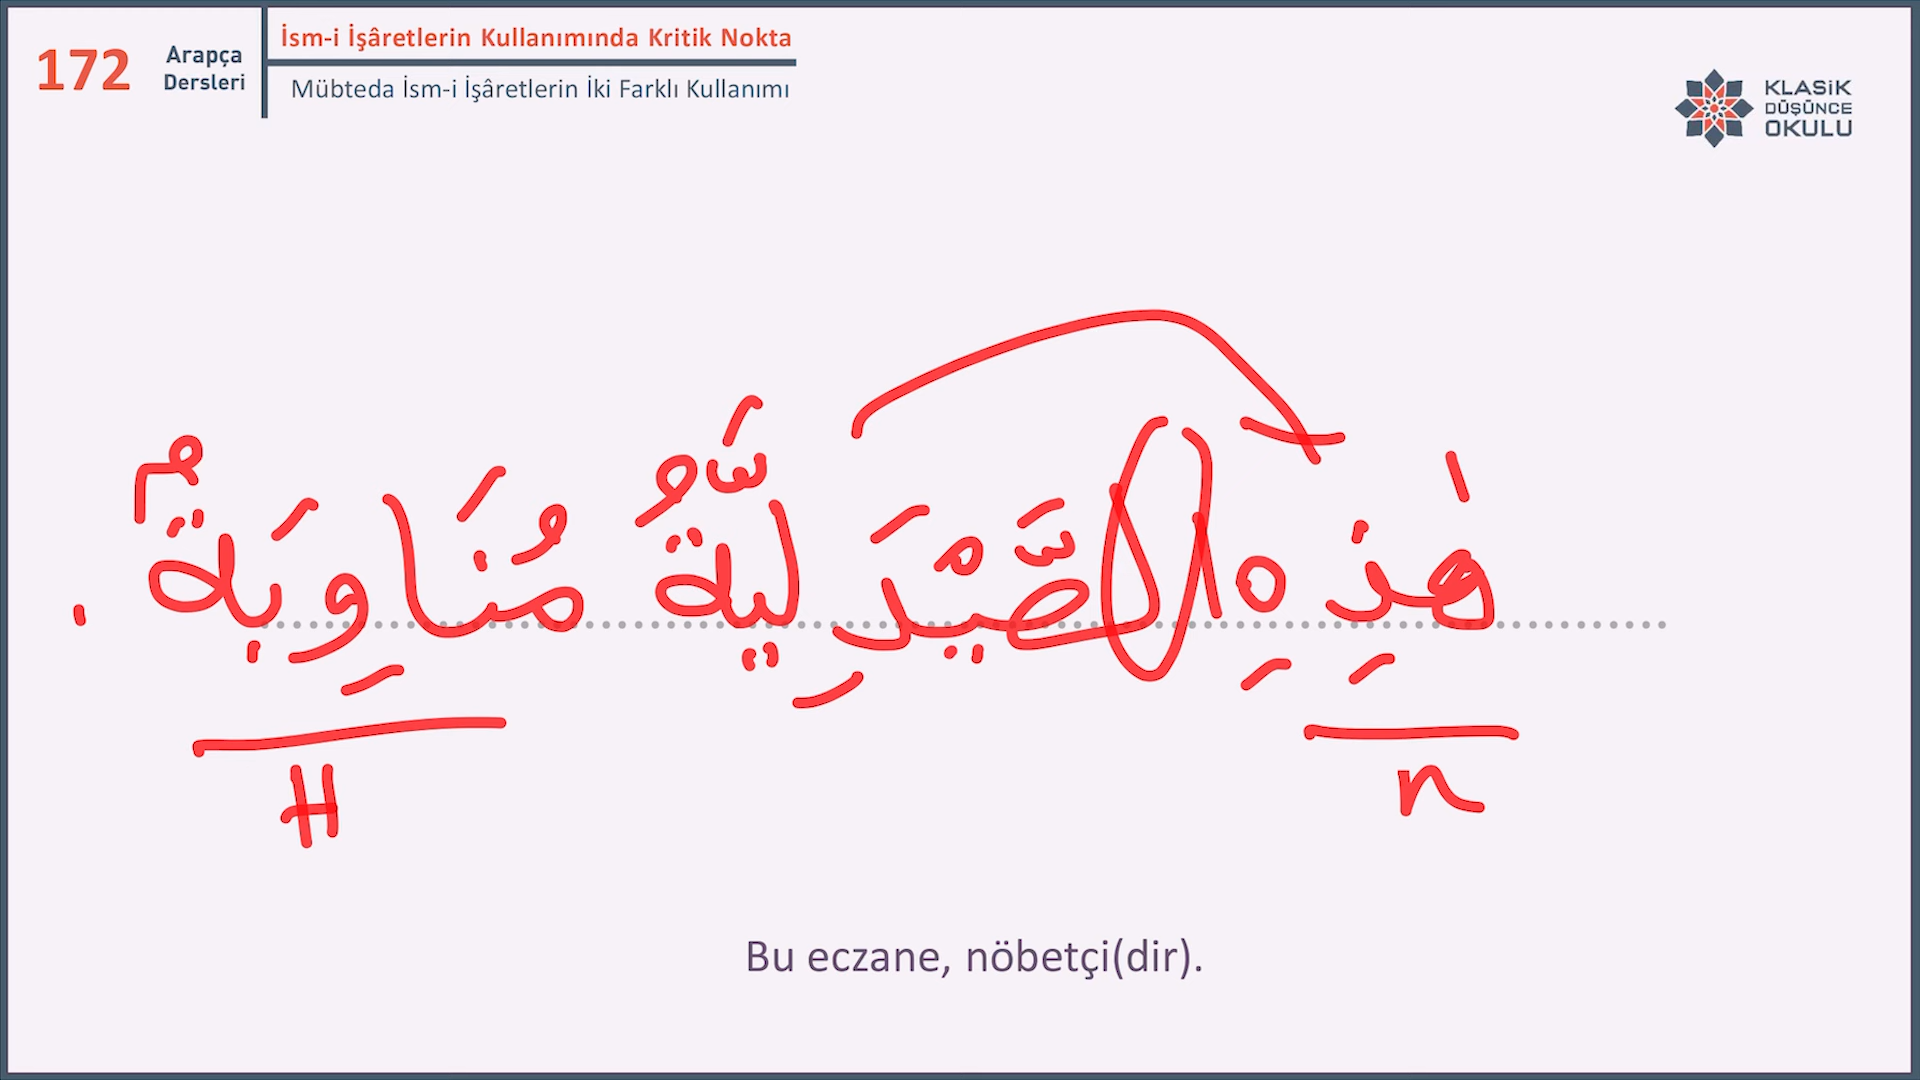 172
Arapça
Dersleri
İsm-i İşâretlerin Kullanımında Kritik Nokta
Mübteda İsm-i İşâretlerin İki Farklı Kullanımı
KLASİK
DÜŞÜNCE
OKULU
هٰذِهِ الصَّيْدَلِيَّةُ مُنَاوِبَةٌ .
H
n
Bu eczane, nöbetçi(dir).